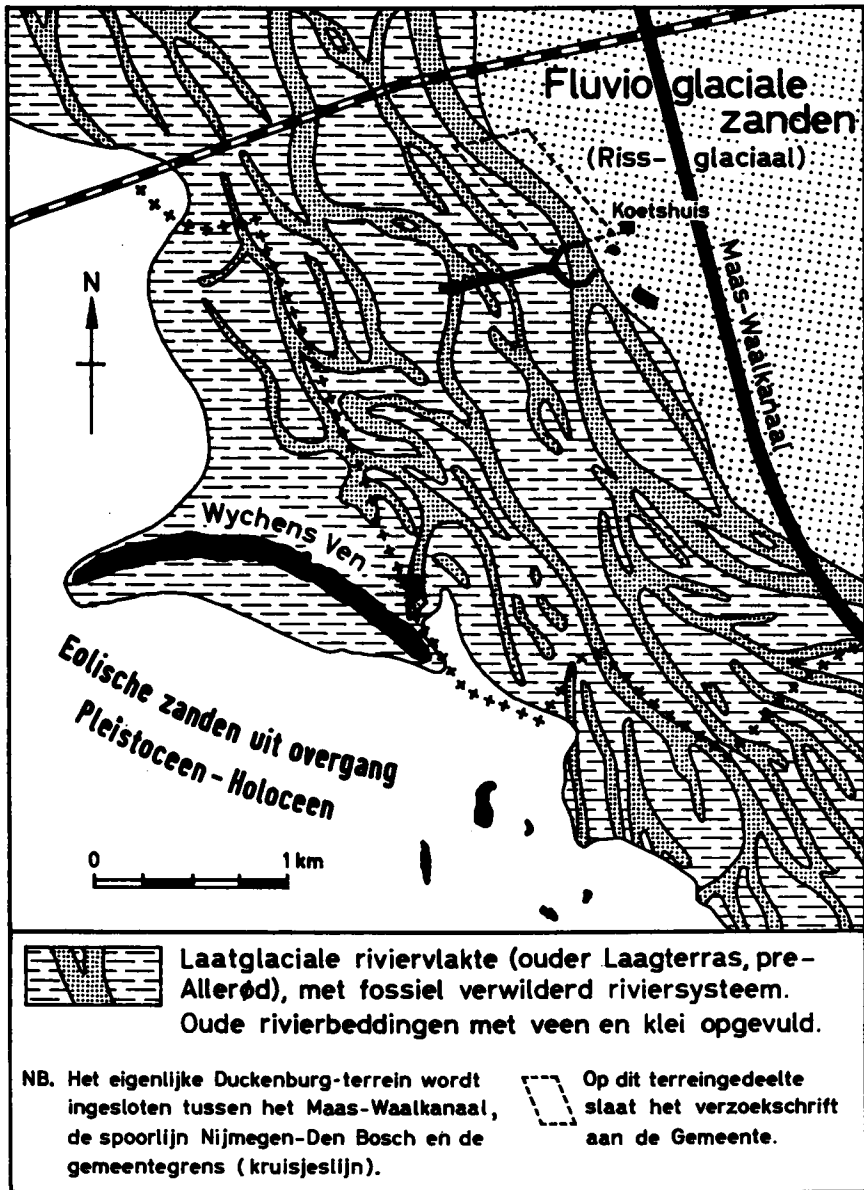 Fluvio glaciale
zanden
(Riss- glaciaal)
Koetshuis
Maas-Waalkanaal
N
Wychens Ven
Eolische zanden uit overgang
Pleistoceen - Holoceen
0 1 km
Laatglaciale riviervlakte (ouder Laagterras, pre-
Allerød), met fossiel verwilderd riviersysteem.
Oude rivierbeddingen met veen en klei opgevuld.
NB. Het eigenlijke Duckenburg-terrein wordt
ingesloten tussen het Maas-Waalkanaal,
de spoorlijn Nijmegen-Den Bosch en de
gemeentegrens (kruisjeslijn).
Op dit terreingedeelte
slaat het verzoekschrift
aan de Gemeente.